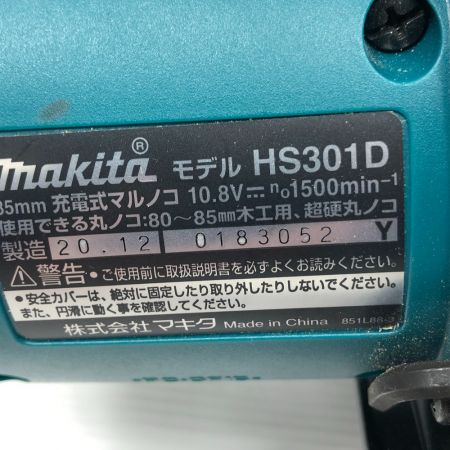 makita® モデル HS301D
85mm 充電式マルノコ 10.8V⎓ n₀1500min⁻¹
使用できる丸ノコ:80～85mm木工用、超硬丸ノコ
製造 20.12 0183052 Y
⚠警告 ・ご使用前に取扱説明書を必ずよくお読みください。
●安全カバーは、絶対に固定したり取り外したりしないでください。
また、円滑に動く事を確認してください。
株式会社マキタ Made in China 851L88-3